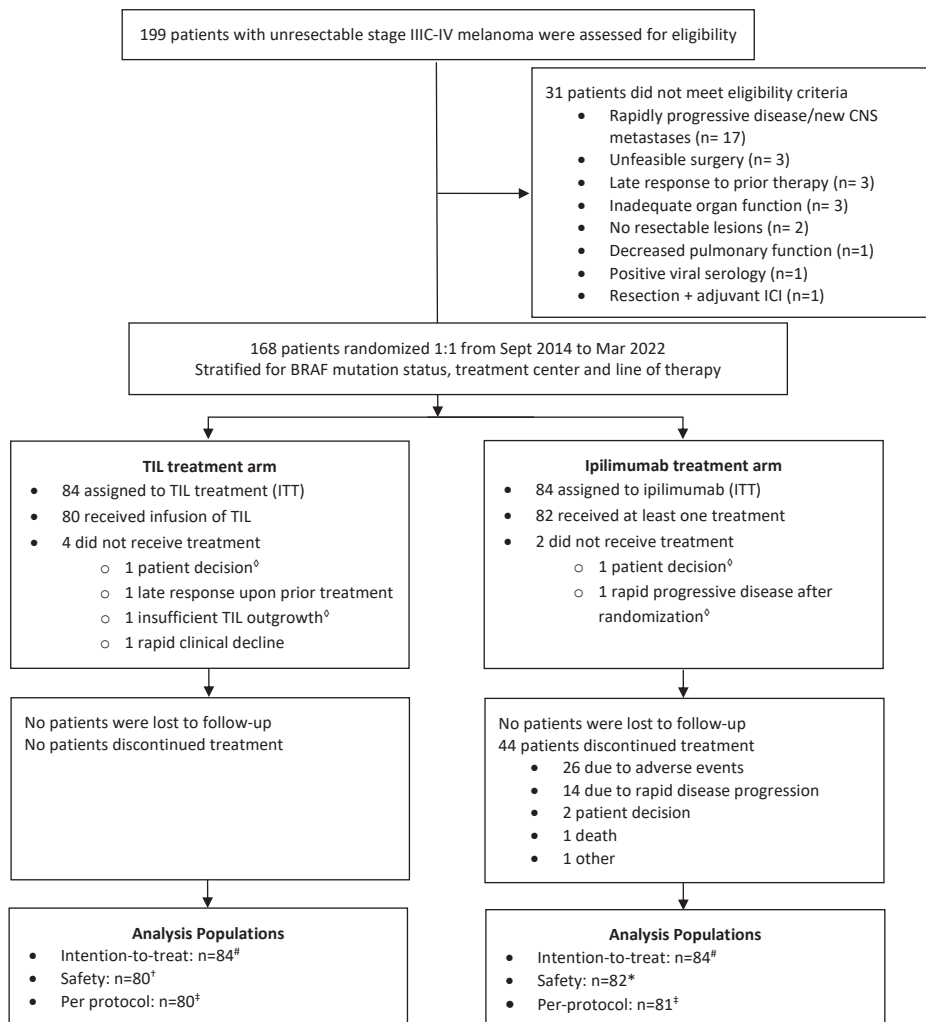 199 patients with unresectable stage IIIC-IV melanoma were assessed for eligibility
31 patients did not meet eligibility criteria
• Rapidly progressive disease/new CNS
metastases (n= 17)
• Unfeasible surgery (n= 3)
• Late response to prior therapy (n= 3)
• Inadequate organ function (n= 3)
• No resectable lesions (n= 2)
• Decreased pulmonary function (n=1)
• Positive viral serology (n=1)
• Resection + adjuvant ICI (n=1)
168 patients randomized 1:1 from Sept 2014 to Mar 2022
Stratified for BRAF mutation status, treatment center and line of therapy
TIL treatment arm
• 84 assigned to TIL treatment (ITT)
• 80 received infusion of TIL
• 4 did not receive treatment
o 1 patient decision◊
o 1 late response upon prior treatment
o 1 insufficient TIL outgrowth◊
o 1 rapid clinical decline
Ipilimumab treatment arm
• 84 assigned to ipilimumab (ITT)
• 82 received at least one treatment
• 2 did not receive treatment
o 1 patient decision◊
o 1 rapid progressive disease after
randomization◊
No patients were lost to follow-up
No patients discontinued treatment
No patients were lost to follow-up
44 patients discontinued treatment
• 26 due to adverse events
• 14 due to rapid disease progression
• 2 patient decision
• 1 death
• 1 other
Analysis Populations
• Intention-to-treat: n=84#
• Safety: n=80†
• Per protocol: n=80‡
Analysis Populations
• Intention-to-treat: n=84#
• Safety: n=82*
• Per-protocol: n=81‡